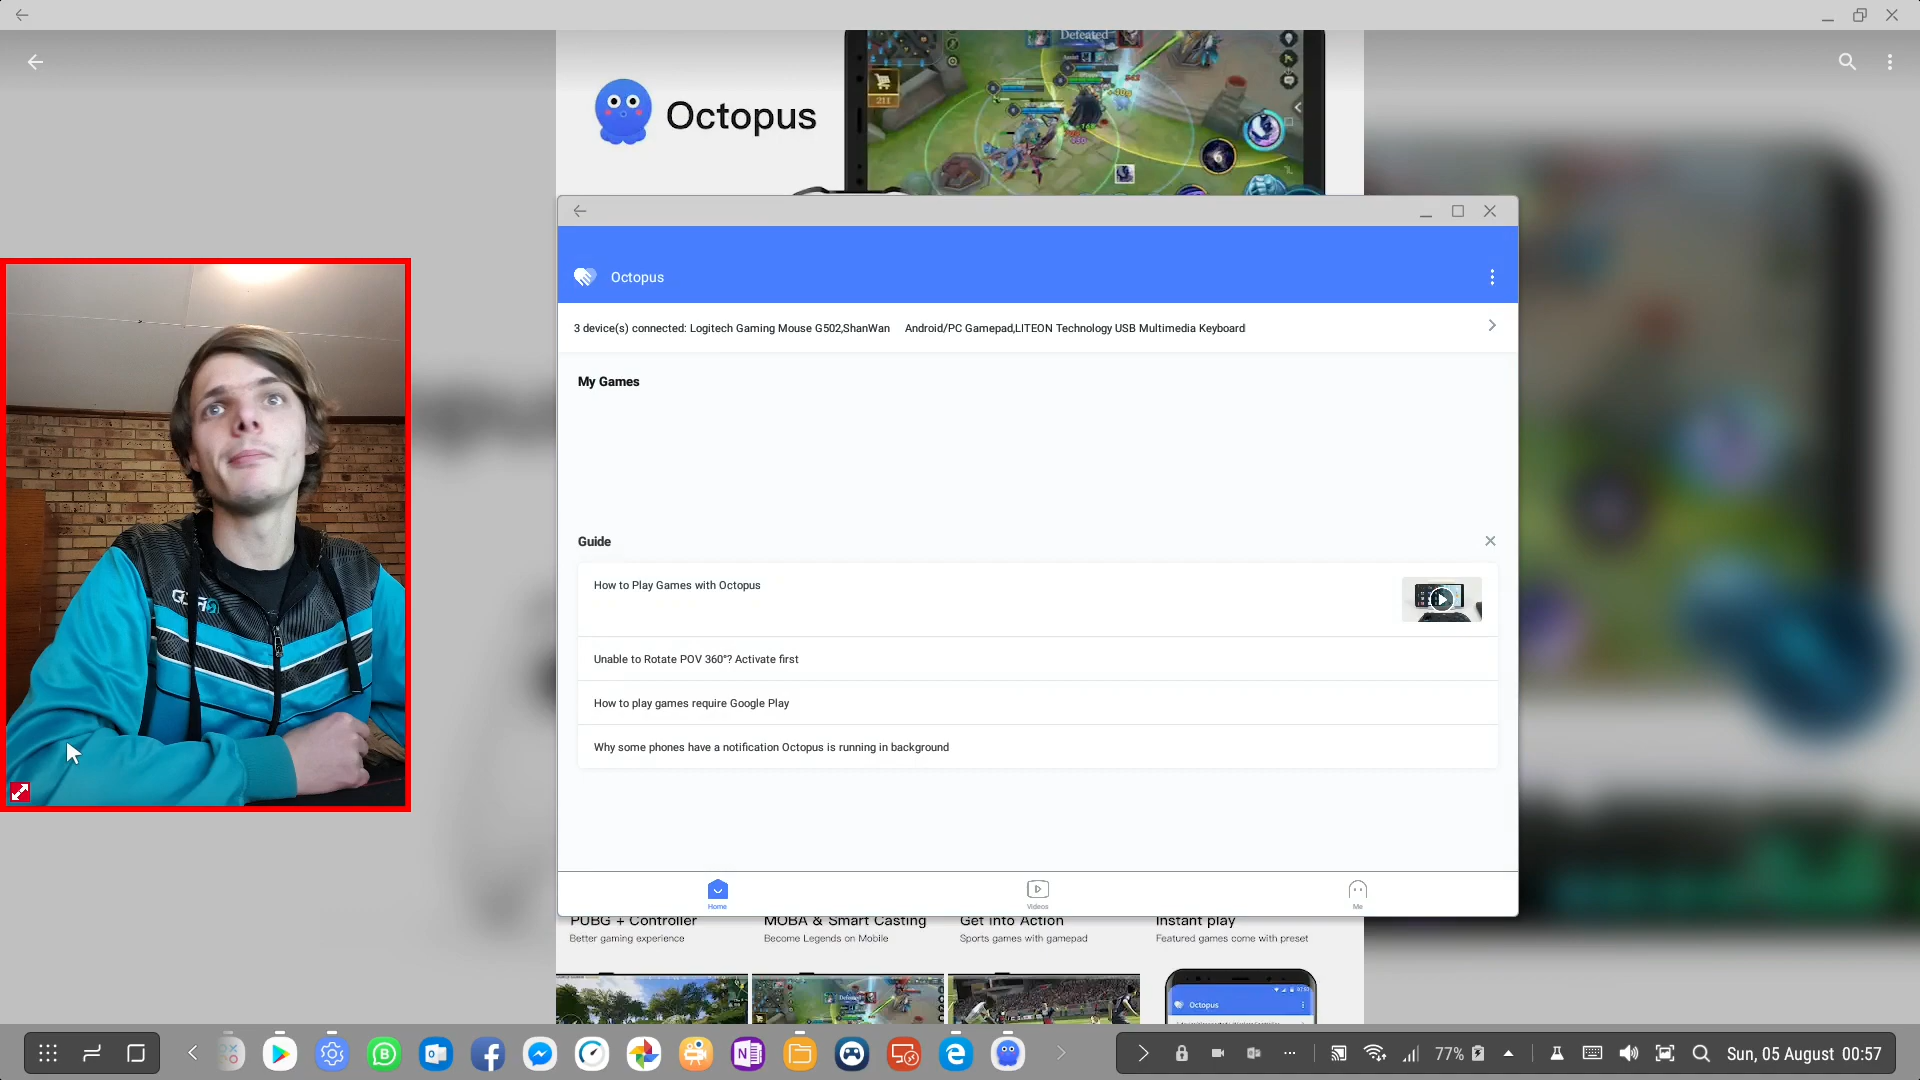 Defeated
211
Octopus
Octopus
3 device(s) connected: Logitech Gaming Mouse G502,ShanWan Android/PC Gamepad,LITEON Technology USB Multimedia Keyboard
My Games
Guide
How to Play Games with Octopus
Unable to Rotate POV 360°? Activate first
How to play games require Google Play
Why some phones have a notification Octopus is running in background
Home
Videos
Me
PUBG + Controller
MOBA & Smart Casting
Get into Action
Instant play
Better gaming experience
Become Legends on Mobile
Sports games with gamepad
Featured games come with preset
Octopus
77%
Sun, 05 August 00:57